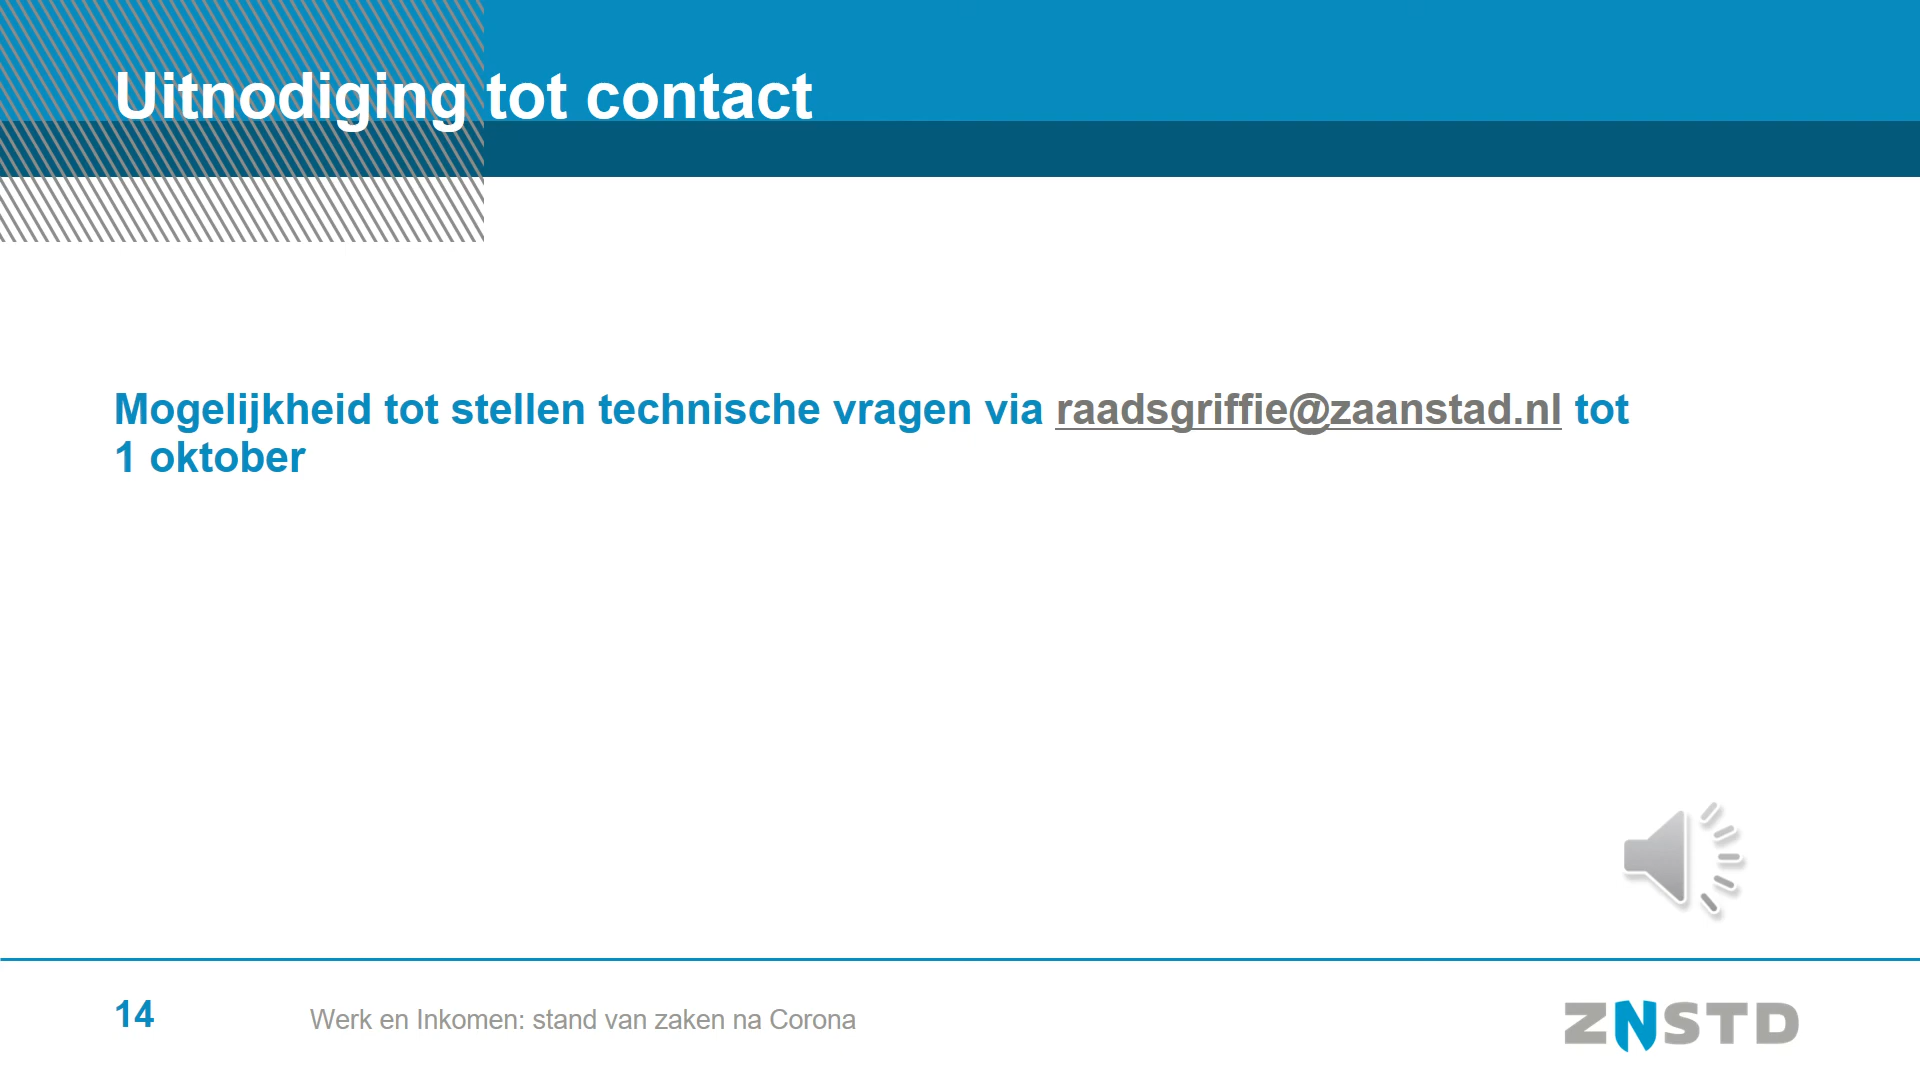 Uitnodiging tot contact
Mogelijkheid tot stellen technische vragen via raadsgriffie@zaanstad.nl tot
1 oktober
14
Werk en Inkomen: stand van zaken na Corona
ZNSTD